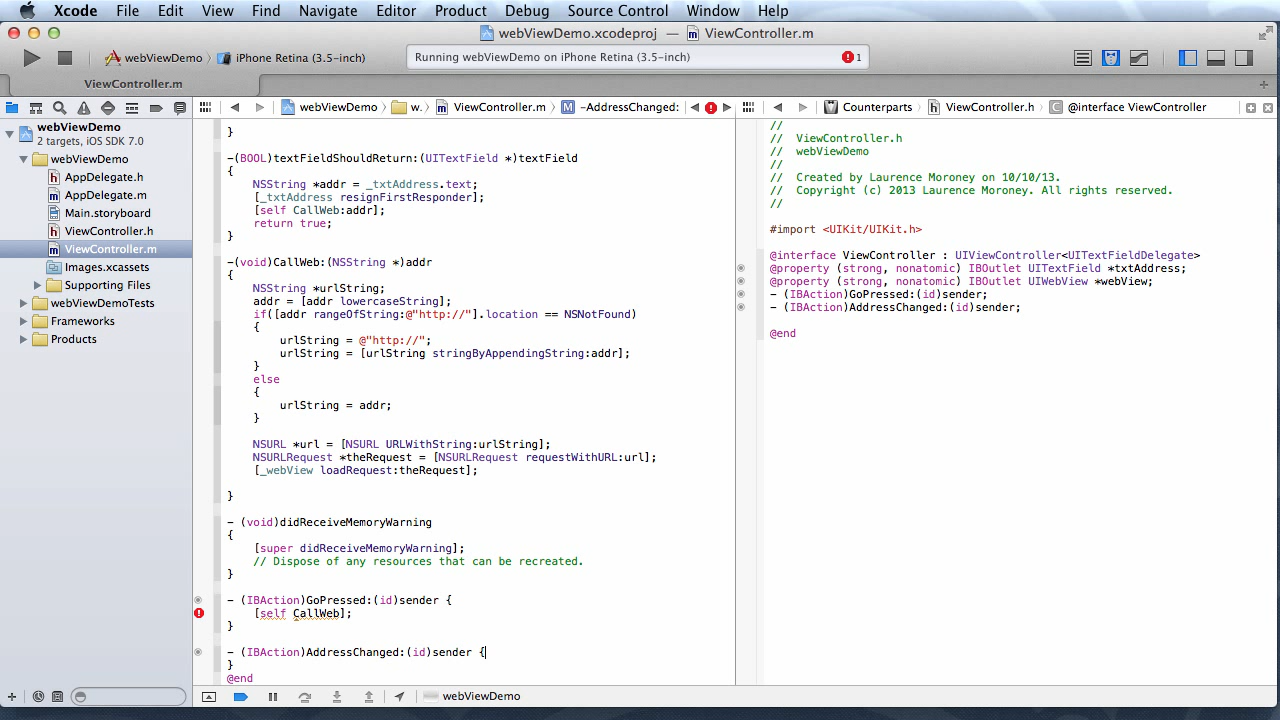 Xcode File Edit View Find Navigate Editor Product Debug Source Control Window Help
webViewDemo.xcodeproj — ViewController.m
webViewDemo › iPhone Retina (3.5-inch)
Running webViewDemo on iPhone Retina (3.5-inch)
1
ViewController.m
webViewDemo › w. › ViewController.m › M -AddressChanged:
Counterparts › ViewController.h › C @interface ViewController
webViewDemo
2 targets, iOS SDK 7.0
webViewDemo
AppDelegate.h
AppDelegate.m
Main.storyboard
ViewController.h
ViewController.m
Images.xcassets
Supporting Files
webViewDemoTests
Frameworks
Products
}
-(BOOL)textFieldShouldReturn:(UITextField *)textField
{
NSString *addr = _txtAddress.text;
[_txtAddress resignFirstResponder];
[self CallWeb:addr];
return true;
}
-(void)CallWeb:(NSString *)addr
{
NSString *urlString;
addr = [addr lowercaseString];
if([addr rangeOfString:@"http://"].location == NSNotFound)
{
urlString = @"http://";
urlString = [urlString stringByAppendingString:addr];
}
else
{
urlString = addr;
}
NSURL *url = [NSURL URLWithString:urlString];
NSURLRequest *theRequest = [NSURLRequest requestWithURL:url];
[_webView loadRequest:theRequest];
}
- (void)didReceiveMemoryWarning
{
[super didReceiveMemoryWarning];
// Dispose of any resources that can be recreated.
}
- (IBAction)GoPressed:(id)sender {
[self CallWeb];
}
- (IBAction)AddressChanged:(id)sender {
}
@end
//
// ViewController.h
// webViewDemo
//
// Created by Laurence Moroney on 10/10/13.
// Copyright (c) 2013 Laurence Moroney. All rights reserved.
//
#import <UIKit/UIKit.h>
@interface ViewController : UIViewController<UITextFieldDelegate>
@property (strong, nonatomic) IBOutlet UITextField *txtAddress;
@property (strong, nonatomic) IBOutlet UIWebView *webView;
- (IBAction)GoPressed:(id)sender;
- (IBAction)AddressChanged:(id)sender;
@end
webViewDemo